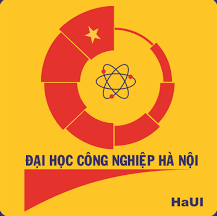 ĐẠI HỌC CÔNG NGHIỆP HÀ NỘI
HaUI